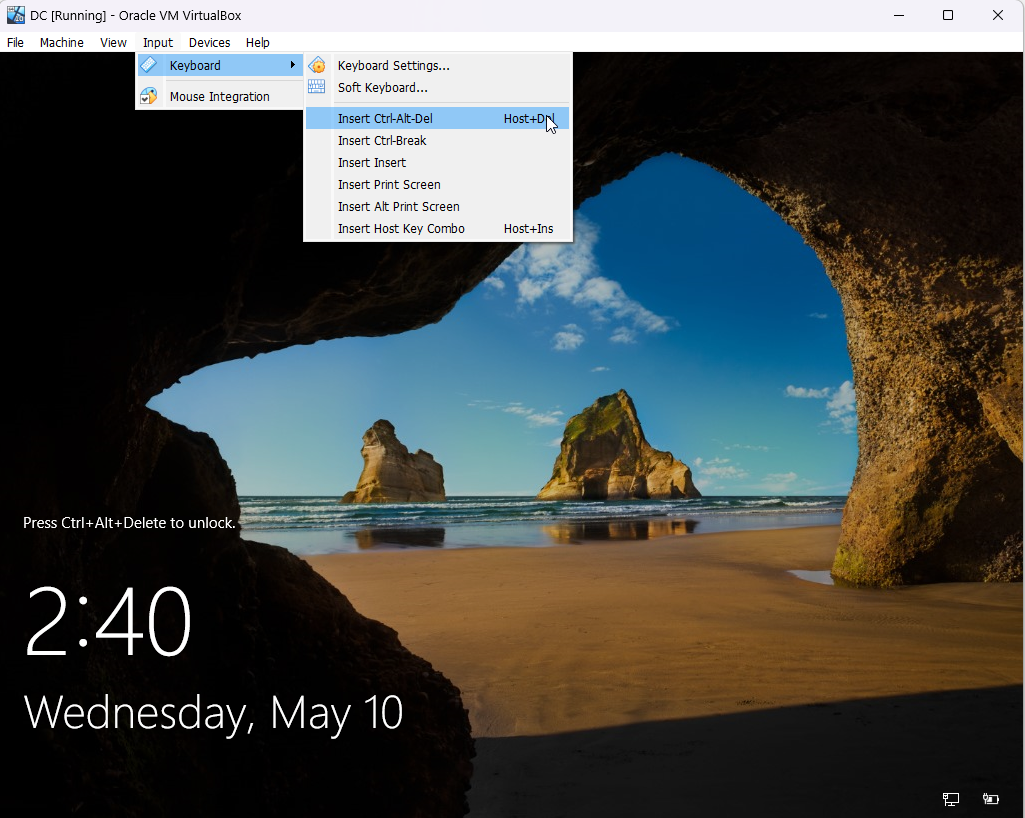 DC [Running] - Oracle VM VirtualBox
File Machine View Input Devices Help
Keyboard
Mouse Integration
Keyboard Settings...
Soft Keyboard...
Insert Ctrl-Alt-Del Host+Del
Insert Ctrl-Break
Insert Insert
Insert Print Screen
Insert Alt Print Screen
Insert Host Key Combo Host+Ins
Press Ctrl+Alt+Delete to unlock.
2:40
Wednesday, May 10